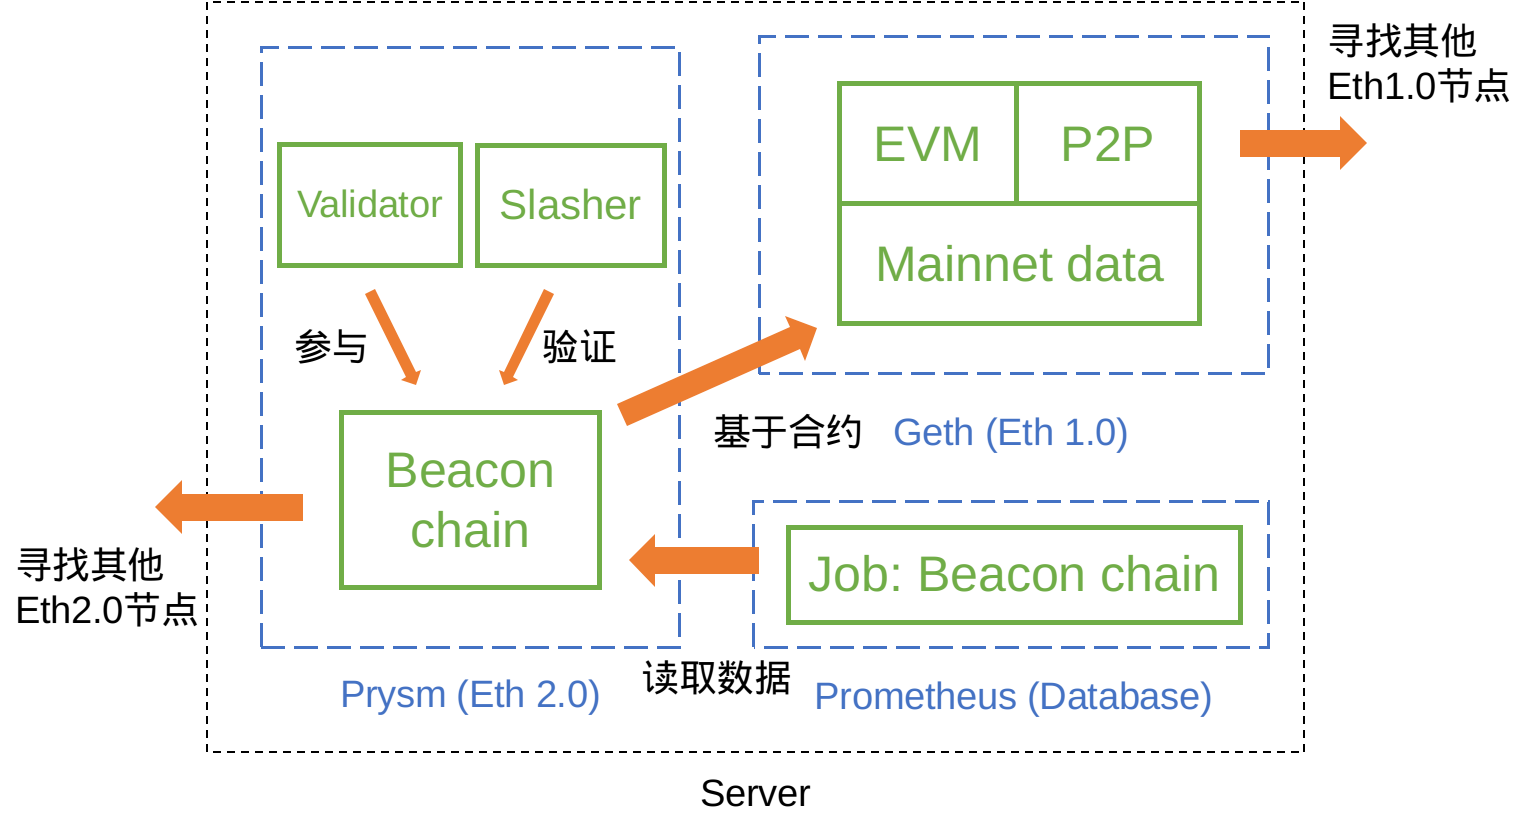 寻找其他
Eth1.0节点
EVM
P2P
Validator
Slasher
Mainnet data
参与
验证
基于合约
Geth (Eth 1.0)
Beacon
chain
寻找其他
Eth2.0节点
Job: Beacon chain
读取数据
Prysm (Eth 2.0)
Prometheus (Database)
Server